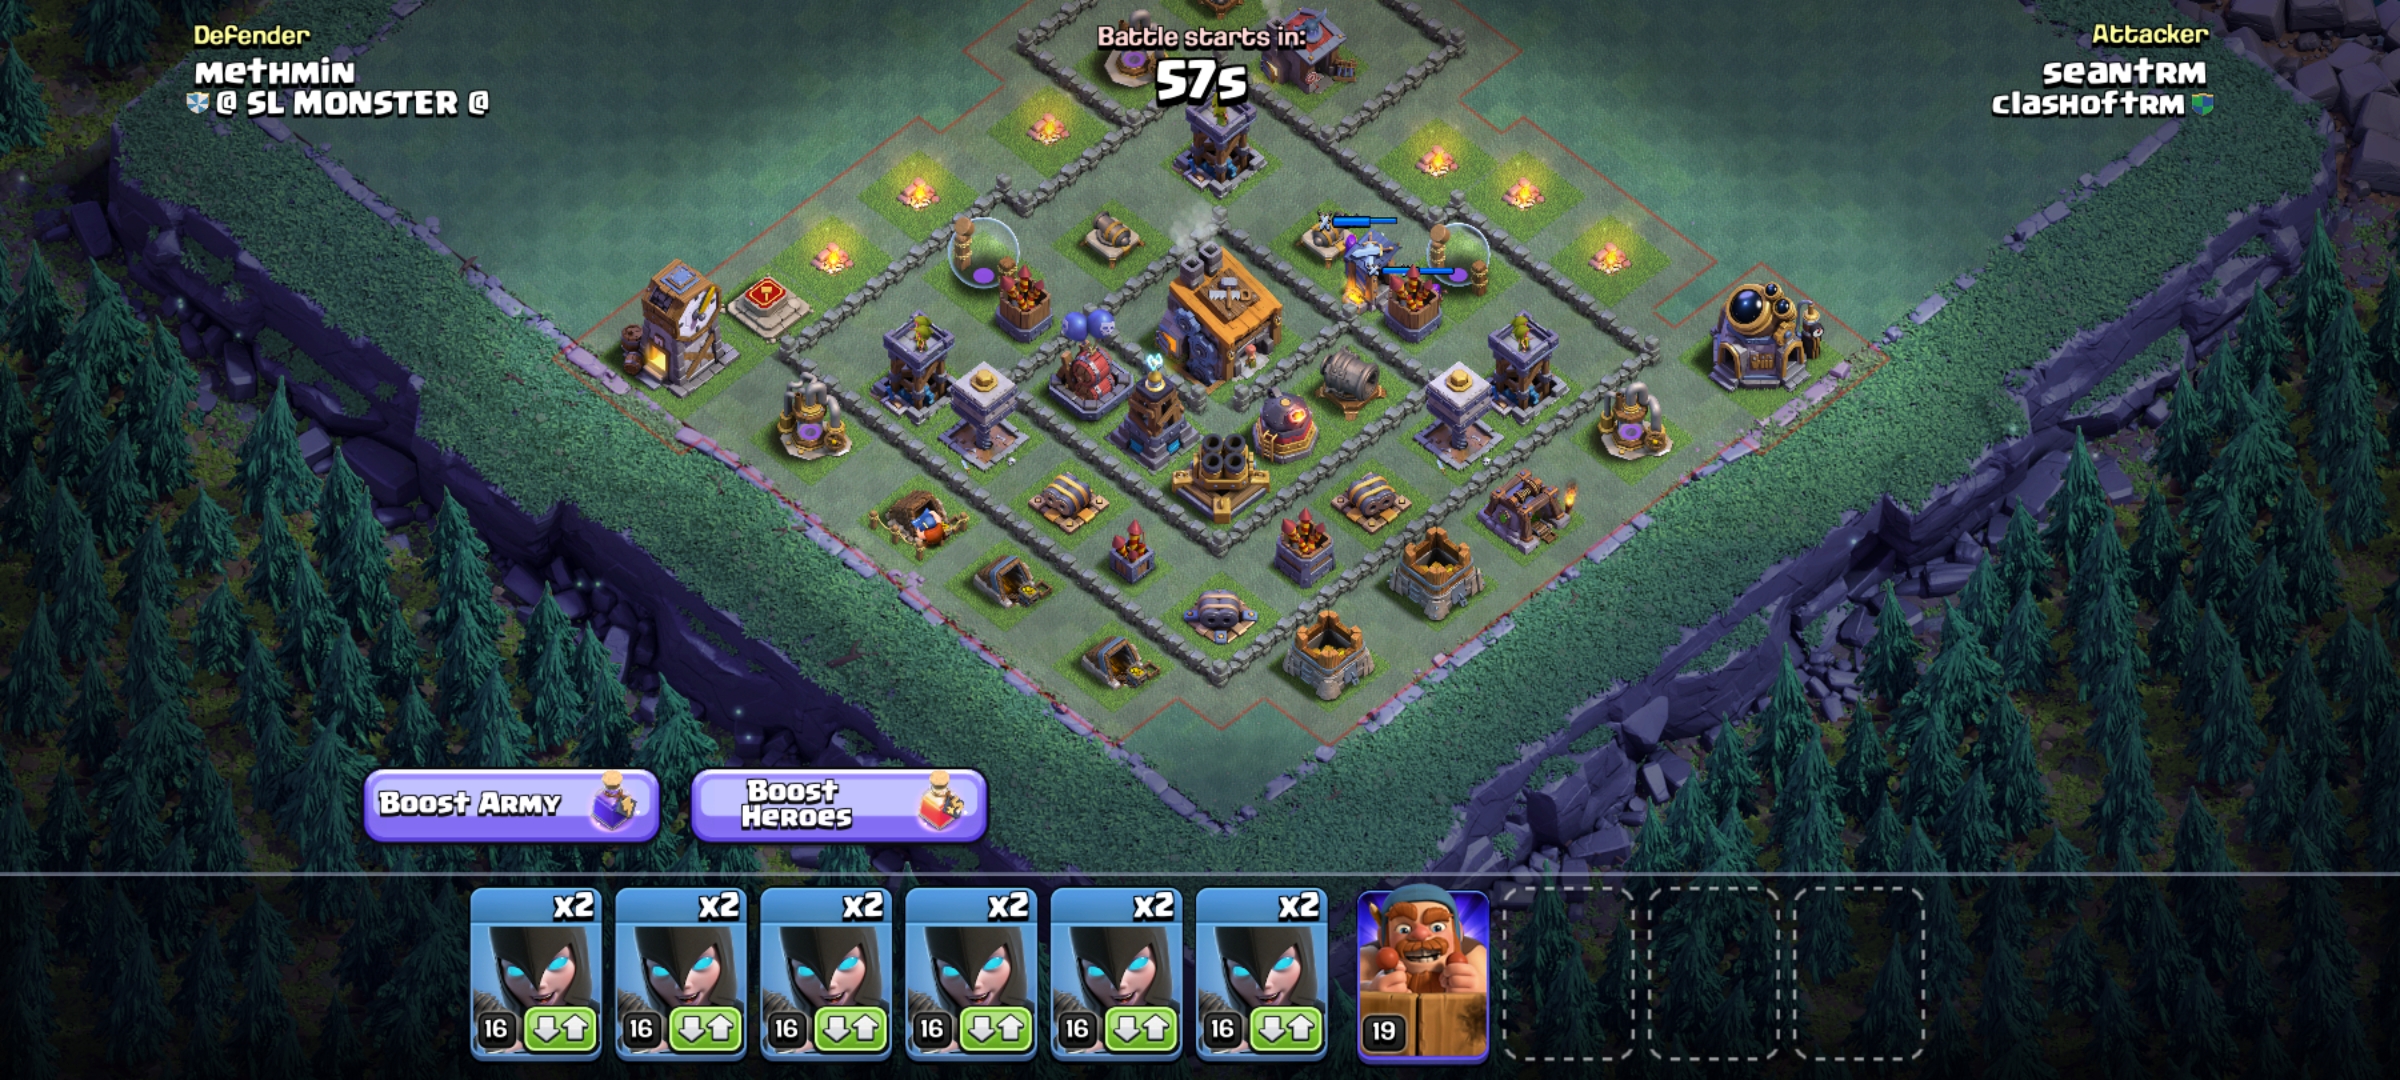 Defender
methmin
@ SL MONSTER @
Battle starts in:
57s
Attacker
seantrm
clashoftrm
Boost Army
Boost
Heroes
x2
x2
x2
x2
x2
x2
16
16
16
16
16
16
19